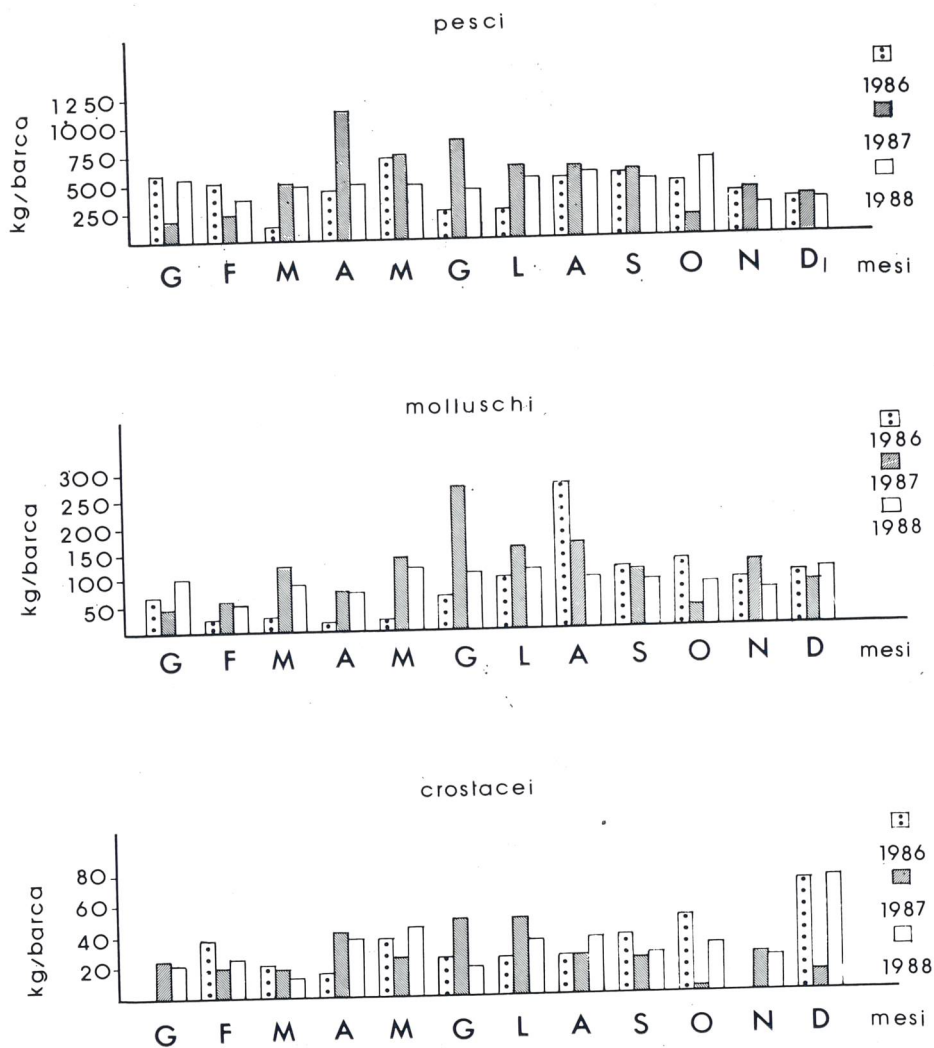 pesci
kg/barca
1250
1000
750
500
250
1986
1987
1988
G F M A M G L A S O N D mesi
molluschi
kg/barca
300
250
200
150
100
50
1986
1987
1988
G F M A M G L A S O N D mesi
crostacei
kg/barca
80
60
40
20
1986
1987
1988
G F M A M G L A S O N D mesi